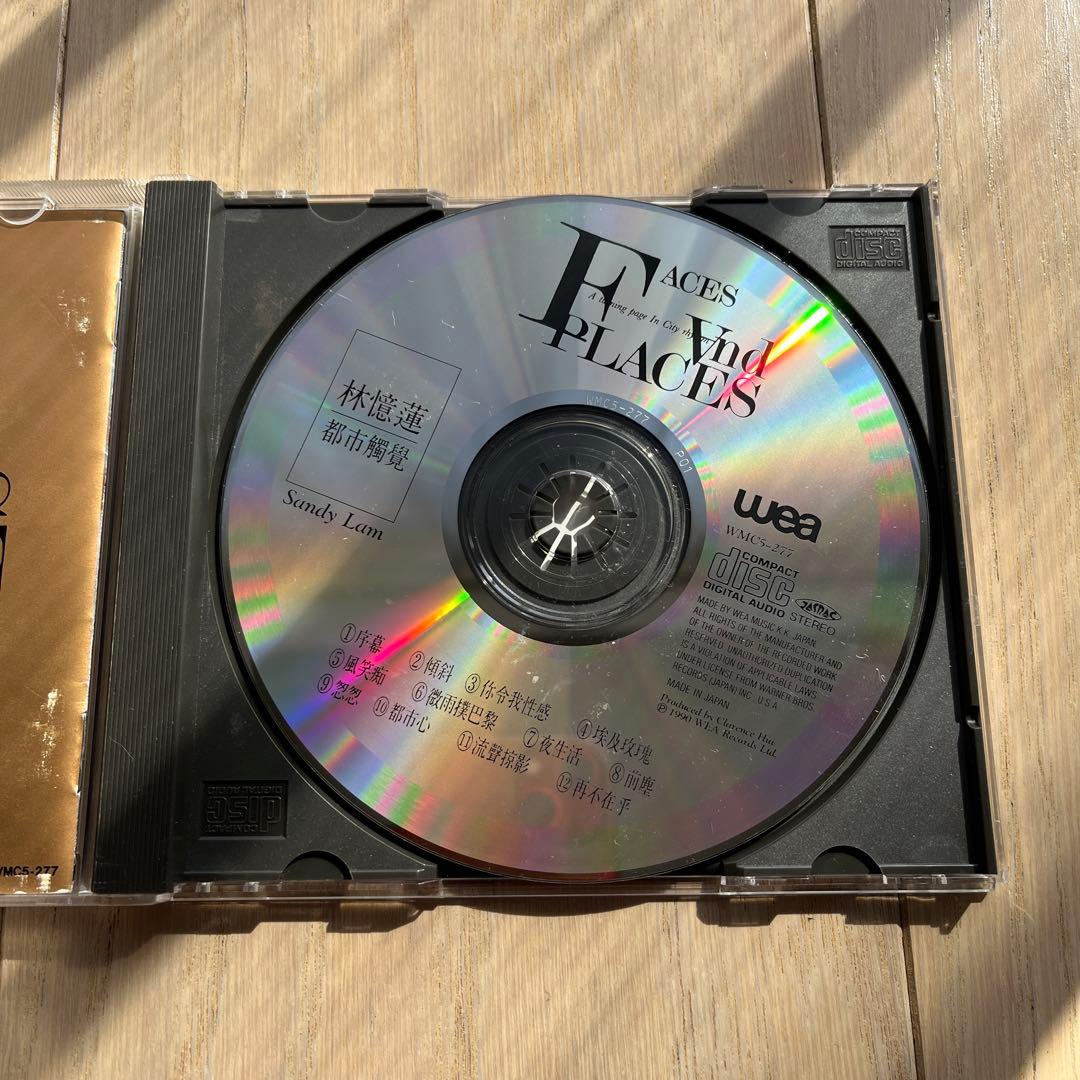 FACES
A turning page In City rhythm
And
PLACES
林憶蓮
都市觸覺
Sandy Lam
WMC5-277 P01
wea
WMC5-277
COMPACT
disc
DIGITAL AUDIO
JASRAC
STEREO
MADE BY WEA MUSIC K.K. JAPAN
ALL RIGHTS OF THE MANUFACTURER AND
OF THE OWNER OF THE RECORDED WORK
RESERVED. UNAUTHORIZED DUPLICATION
IS A VIOLATION OF APPLICABLE LAWS
UNDER LICENSE FROM WARNER BROS.
RECORDS (JAPAN) INC., U.S.A
MADE IN JAPAN
Produced by Clarence Hui
℗ 1990 WEA Records Ltd.
①序幕 ②傾斜 ③你令我性感 ④埃及玫瑰
⑤風笑痴 ⑥微雨撲巴黎 ⑦夜生活 ⑧前塵
⑨忽忽 ⑩都市心 ⑪流聲掠影 ⑫再不在乎
COMPACT
disc
DIGITAL AUDIO
COMPACT
disc
DIGITAL AUDIO
WMC5-277